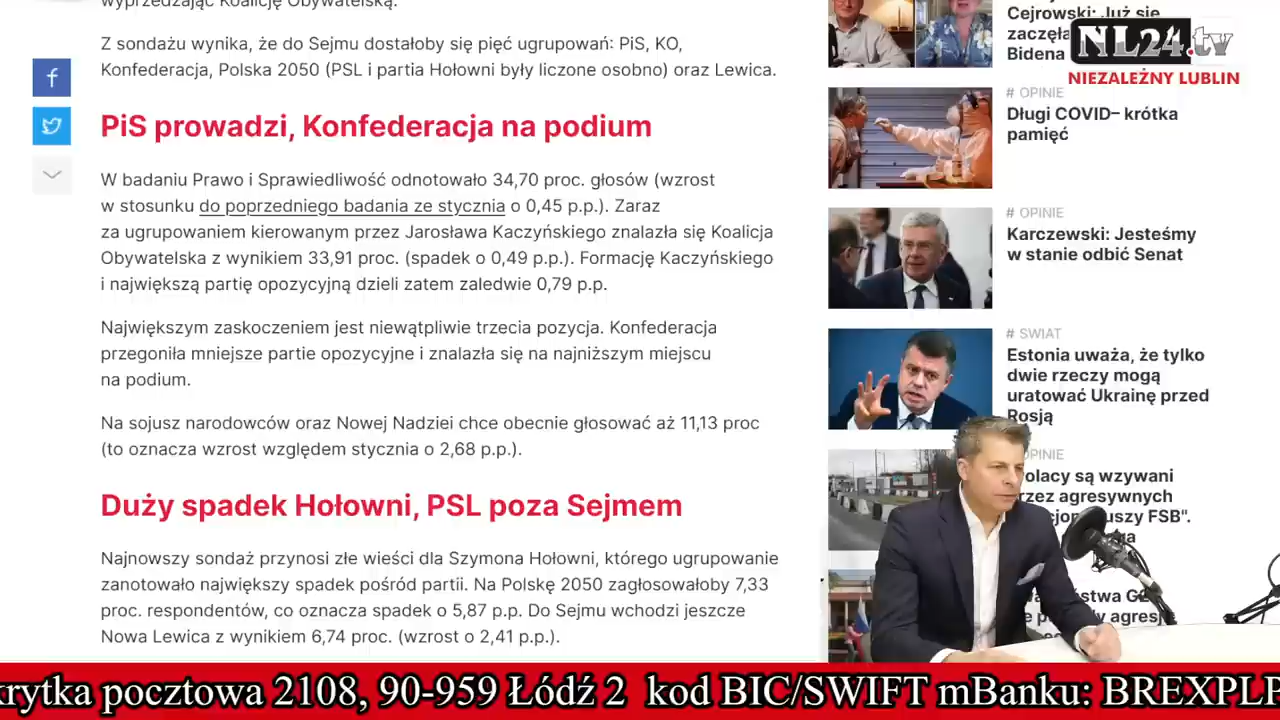 wyprzedzając Koalicję Obywatelską.
Z sondażu wynika, że do Sejmu dostałoby się pięć ugrupowań: PiS, KO,
Konfederacja, Polska 2050 (PSL i partia Hołowni były liczone osobno) oraz Lewica.
PiS prowadzi, Konfederacja na podium
W badaniu Prawo i Sprawiedliwość odnotowało 34,70 proc. głosów (wzrost
w stosunku do poprzedniego badania ze stycznia o 0,45 p.p.). Zaraz
za ugrupowaniem kierowanym przez Jarosława Kaczyńskiego znalazła się Koalicja
Obywatelska z wynikiem 33,91 proc. (spadek o 0,49 p.p.). Formację Kaczyńskiego
i największą partię opozycyjną dzieli zatem zaledwie 0,79 p.p.
Największym zaskoczeniem jest niewątpliwie trzecia pozycja. Konfederacja
przegoniła mniejsze partie opozycyjne i znalazła się na najniższym miejscu
na podium.
Na sojusz narodowców oraz Nowej Nadziei chce obecnie głosować aż 11,13 proc
(to oznacza wzrost względem stycznia o 2,68 p.p.).
Duży spadek Hołowni, PSL poza Sejmem
Najnowszy sondaż przynosi złe wieści dla Szymona Hołowni, którego ugrupowanie
zanotowało największy spadek pośród partii. Na Polskę 2050 zagłosowałoby 7,33
proc. respondentów, co oznacza spadek o 5,87 p.p. Do Sejmu wchodzi jeszcze
Nowa Lewica z wynikiem 6,74 proc. (wzrost o 2,41 p.p.).
Cejrowski: Już się
zaczęła
Bidena
NL24.tv
NIEZALEŻNY LUBLIN
# OPINIE
Długi COVID– krótka
pamięć
# OPINIE
Karczewski: Jesteśmy
w stanie odbić Senat
# SWIAT
Estonia uważa, że tylko
dwie rzeczy mogą
uratować Ukrainę przed
Rosją
OPINIE
olacy są wzywani
rzez agresywnych
uszy FSB".
krytka pocztowa 2108, 90-959 Łódź 2 kod BIC/SWIFT mBanku: BREXPLP